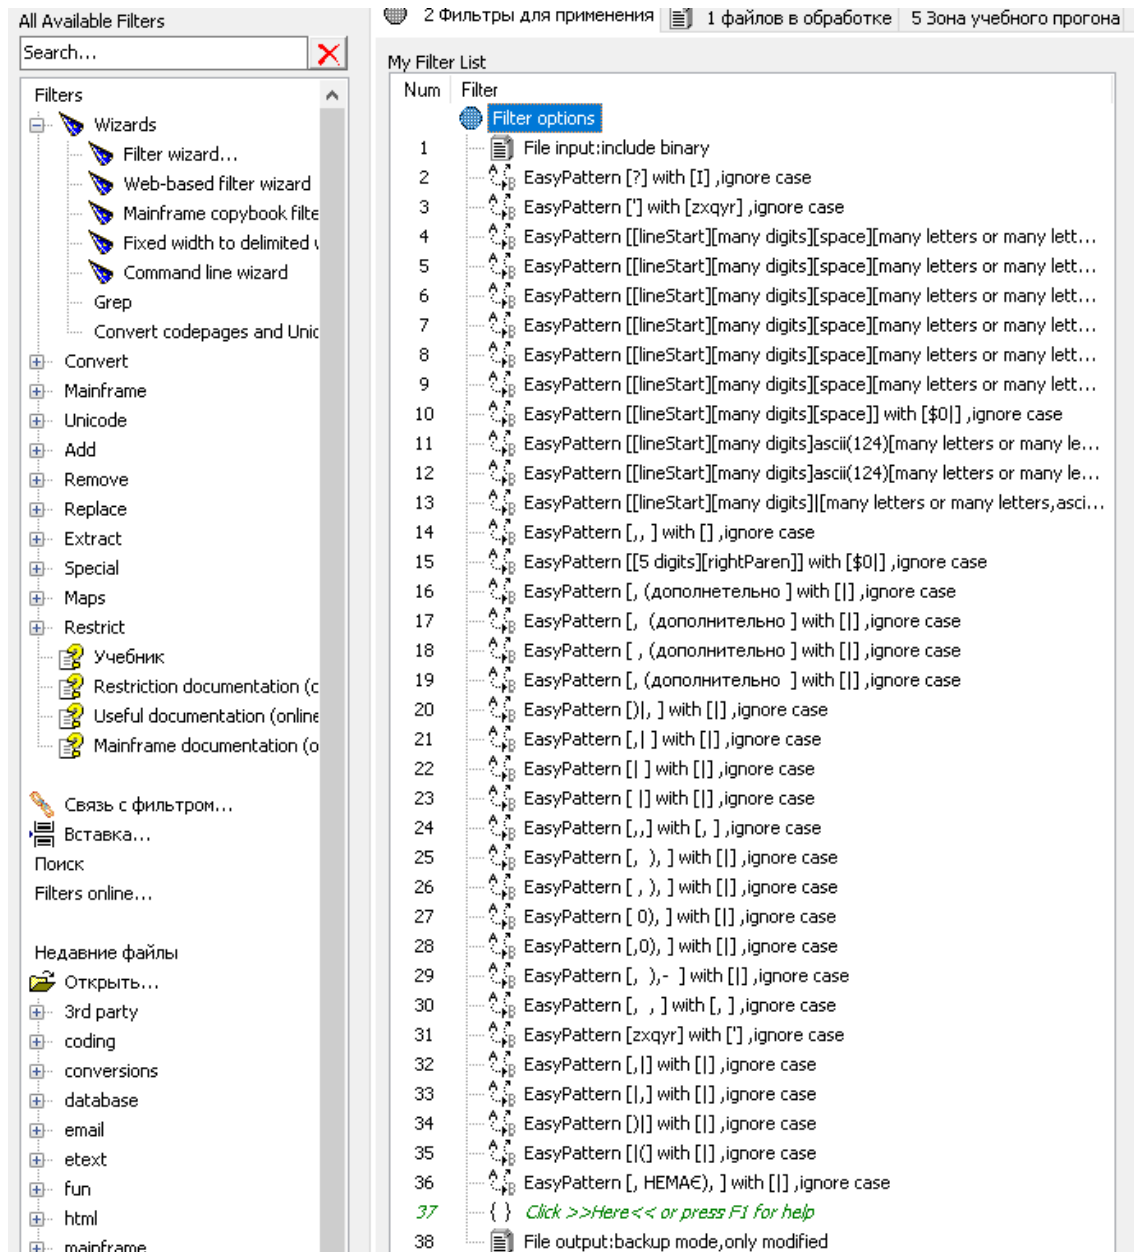 All Available Filters
Search...
Filters
Wizards
Filter wizard...
Web-based filter wizard
Mainframe copybook filte
Fixed width to delimited
Command line wizard
Grep
Convert codepages and Unic
Convert
Mainframe
Unicode
Add
Remove
Replace
Extract
Special
Maps
Restrict
Учебник
Restriction documentation (c
Useful documentation (online
Mainframe documentation (o
Связь с фильтром...
Вставка...
Поиск
Filters online...
Недавние файлы
Открыть...
3rd party
coding
conversions
database
email
etext
fun
html
mainframe
2 Фильтры для применения 1 файлов в обработке 5 Зона учебного прогона
My Filter List
Num Filter
Filter options
1 File input:include binary
2 EasyPattern [?] with [I] ,ignore case
3 EasyPattern ['] with [zxqyr] ,ignore case
4 EasyPattern [[lineStart][many digits][space][many letters or many lett...
5 EasyPattern [[lineStart][many digits][space][many letters or many lett...
6 EasyPattern [[lineStart][many digits][space][many letters or many lett...
7 EasyPattern [[lineStart][many digits][space][many letters or many lett...
8 EasyPattern [[lineStart][many digits][space][many letters or many lett...
9 EasyPattern [[lineStart][many digits][space][many letters or many lett...
10 EasyPattern [[lineStart][many digits][space]] with [$0|] ,ignore case
11 EasyPattern [[lineStart][many digits]ascii(124)[many letters or many le...
12 EasyPattern [[lineStart][many digits]ascii(124)[many letters or many le...
13 EasyPattern [[lineStart][many digits]|[many letters or many letters,asci...
14 EasyPattern [,, ] with [] ,ignore case
15 EasyPattern [[5 digits][rightParen]] with [$0|] ,ignore case
16 EasyPattern [, (дополнетельно ] with [|] ,ignore case
17 EasyPattern [,  (дополнительно ] with [|] ,ignore case
18 EasyPattern [ , (дополнительно ] with [|] ,ignore case
19 EasyPattern [, (дополнительно  ] with [|] ,ignore case
20 EasyPattern [)|, ] with [|] ,ignore case
21 EasyPattern [,| ] with [|] ,ignore case
22 EasyPattern [| ] with [|] ,ignore case
23 EasyPattern [ |] with [|] ,ignore case
24 EasyPattern [,,] with [, ] ,ignore case
25 EasyPattern [,  ), ] with [|] ,ignore case
26 EasyPattern [ , ), ] with [|] ,ignore case
27 EasyPattern [ 0), ] with [|] ,ignore case
28 EasyPattern [,0), ] with [|] ,ignore case
29 EasyPattern [,  ),-  ] with [|] ,ignore case
30 EasyPattern [,  , ] with [, ] ,ignore case
31 EasyPattern [zxqyr] with ['] ,ignore case
32 EasyPattern [,|] with [|] ,ignore case
33 EasyPattern [|,] with [|] ,ignore case
34 EasyPattern [)|] with [|] ,ignore case
35 EasyPattern [|(] with [|] ,ignore case
36 EasyPattern [, НЕМАЄ), ] with [|] ,ignore case
37 { } Click >>Here<< or press F1 for help
38 File output:backup mode,only modified